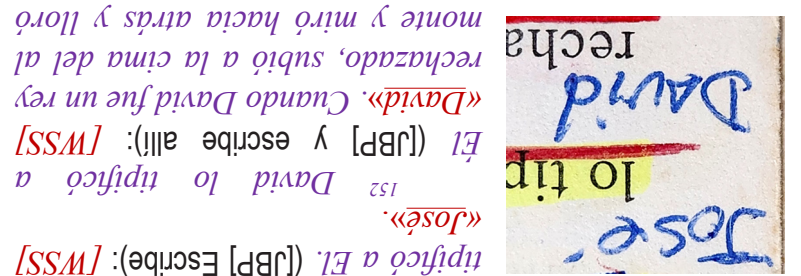 José
lo tip
David
recha
tipificó a Él. ([JBP] Escribe): [WSS]
«José».
152 David lo tipificó a
Él ([JBP] y escribe allí): [WSS]
«David». Cuando David fue un rey
rechazado, subió a la cima del al
monte y miró hacia atrás y lloró